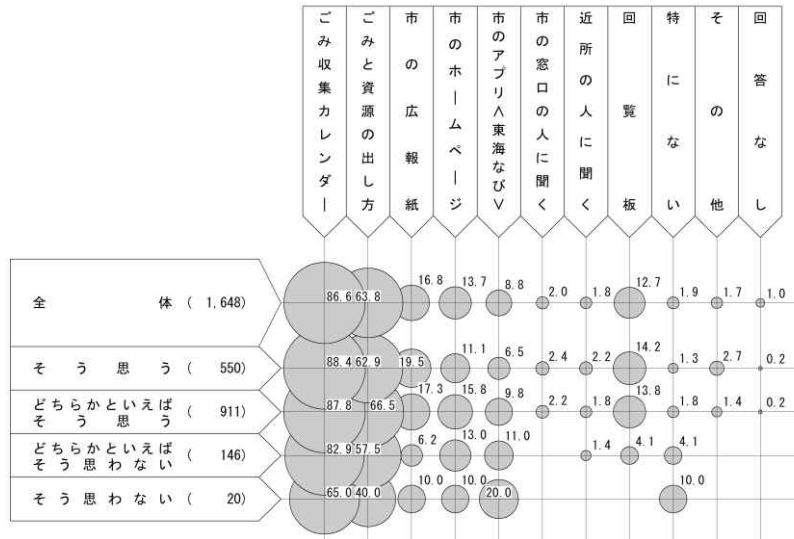 ごみ収集カレンダー
ごみと資源の出し方
市の広報紙
市のホームページ
市のアプリ<東海なび>
市の窓口の人に聞く
近所の人に聞く
回覧板
特にない
その他
回答なし
全体 ( 1,648)
86.6 63.8 16.8 13.7 8.8 2.0 1.8 12.7 1.9 1.7 1.0
そう思う ( 550)
88.4 62.9 19.5 11.1 6.5 2.4 2.2 14.2 1.3 2.7 0.2
どちらかといえば
そう思う ( 911)
87.8 66.5 17.3 15.8 9.8 2.2 1.8 13.8 1.8 1.4 0.2
どちらかといえば
そう思わない ( 146)
82.9 57.5 6.2 13.0 11.0 1.4 4.1 4.1
そう思わない ( 20)
65.0 40.0 10.0 10.0 20.0 10.0